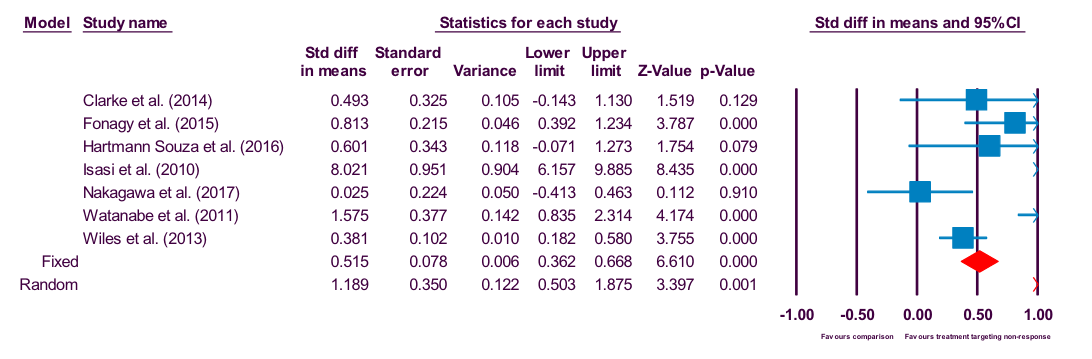 Model Study name Statistics for each study Std diff in means and 95%CI
Std diff Standard Lower Upper
in means error Variance limit limit Z-Value p-Value
Clarke et al. (2014) 0.493 0.325 0.105 -0.143 1.130 1.519 0.129
Fonagy et al. (2015) 0.813 0.215 0.046 0.392 1.234 3.787 0.000
Hartmann Souza et al. (2016) 0.601 0.343 0.118 -0.071 1.273 1.754 0.079
Isasi et al. (2010) 8.021 0.951 0.904 6.157 9.885 8.435 0.000
Nakagawa et al. (2017) 0.025 0.224 0.050 -0.413 0.463 0.112 0.910
Watanabe et al. (2011) 1.575 0.377 0.142 0.835 2.314 4.174 0.000
Wiles et al. (2013) 0.381 0.102 0.010 0.182 0.580 3.755 0.000
Fixed 0.515 0.078 0.006 0.362 0.668 6.610 0.000
Random 1.189 0.350 0.122 0.503 1.875 3.397 0.001
-1.00 -0.50 0.00 0.50 1.00
Favours comparison Favours treatment targeting non-response